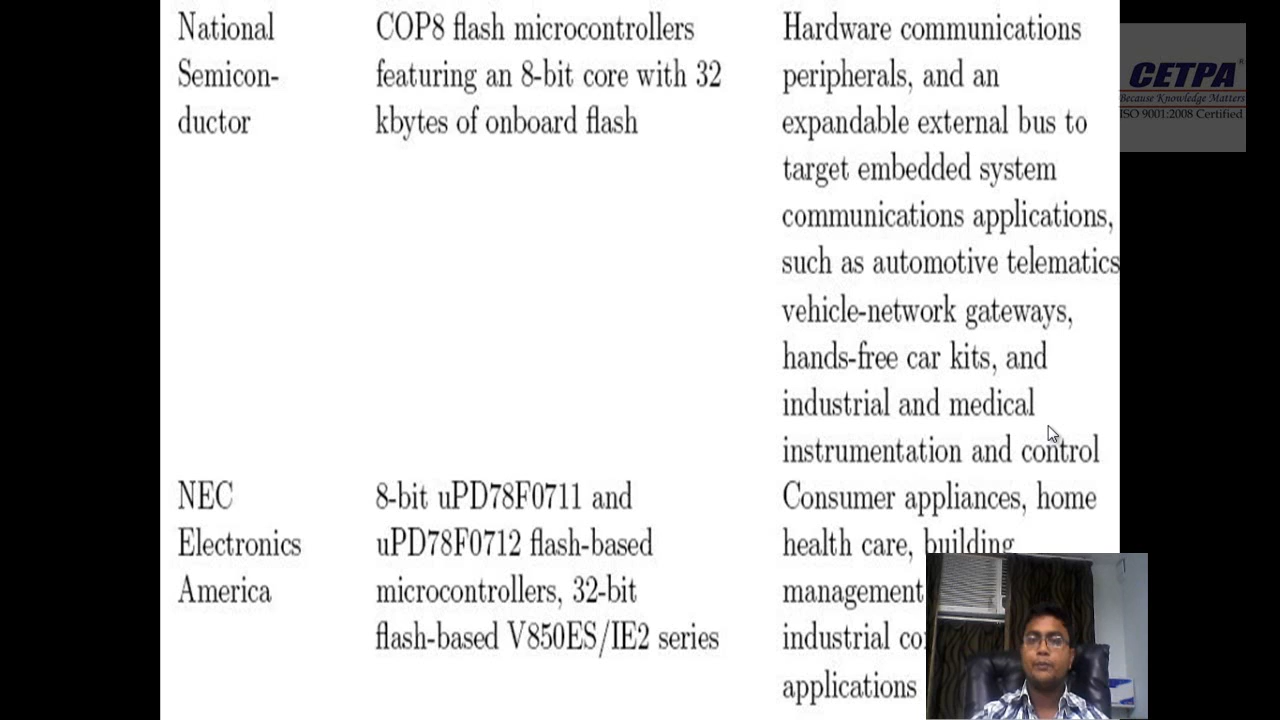 National
Semicon-
ductor
COP8 flash microcontrollers
featuring an 8-bit core with 32
kbytes of onboard flash
Hardware communications
peripherals, and an
expandable external bus to
target embedded system
communications applications,
such as automotive telematics
vehicle-network gateways,
hands-free car kits, and
industrial and medical
instrumentation and control
NEC
Electronics
America
8-bit uPD78F0711 and
uPD78F0712 flash-based
microcontrollers, 32-bit
flash-based V850ES/IE2 series
Consumer appliances, home
health care, building
management
industrial
applications
CETPA
Because Knowledge Matters
ISO 9001:2008 Certified